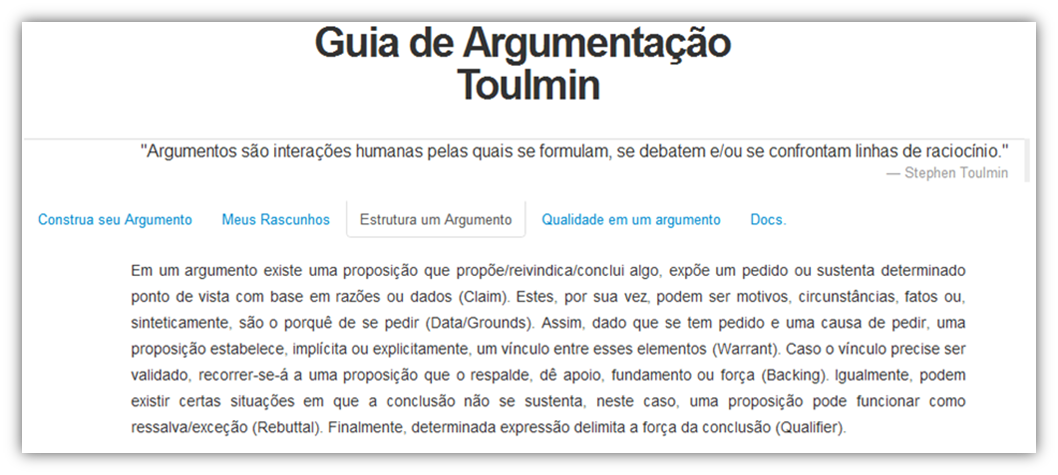 Guia de Argumentação
Toulmin
"Argumentos são interações humanas pelas quais se formulam, se debatem e/ou se confrontam linhas de raciocínio."
— Stephen Toulmin
Construa seu Argumento Meus Rascunhos Estrutura um Argumento Qualidade em um argumento Docs.
Em um argumento existe uma proposição que propõe/reivindica/conclui algo, expõe um pedido ou sustenta determinado
ponto de vista com base em razões ou dados (Claim). Estes, por sua vez, podem ser motivos, circunstâncias, fatos ou,
sinteticamente, são o porquê de se pedir (Data/Grounds). Assim, dado que se tem pedido e uma causa de pedir, uma
proposição estabelece, implícita ou explicitamente, um vínculo entre esses elementos (Warrant). Caso o vínculo precise ser
validado, recorrer-se-á a uma proposição que o respalde, dê apoio, fundamento ou força (Backing). Igualmente, podem
existir certas situações em que a conclusão não se sustenta, neste caso, uma proposição pode funcionar como
ressalva/exceção (Rebuttal). Finalmente, determinada expressão delimita a força da conclusão (Qualifier).